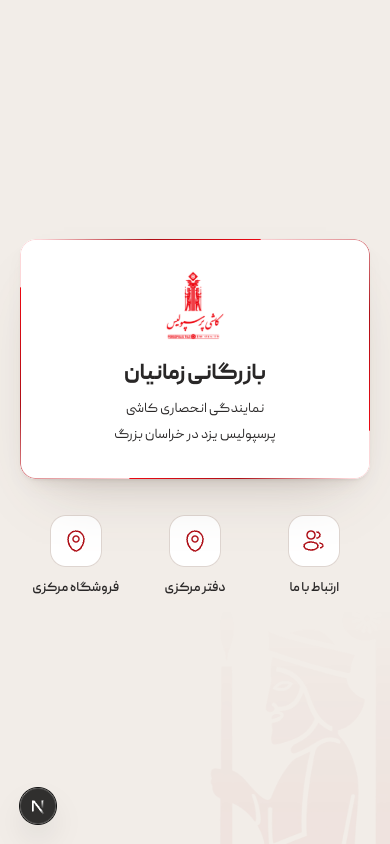 کاشی پرسپولیس
بازرگانی زمانیان
نمایندگی انحصاری کاشی
پرسپولیس یزد در خراسان بزرگ
ارتباط با ما
دفتر مرکزی
فروشگاه مرکزی
N